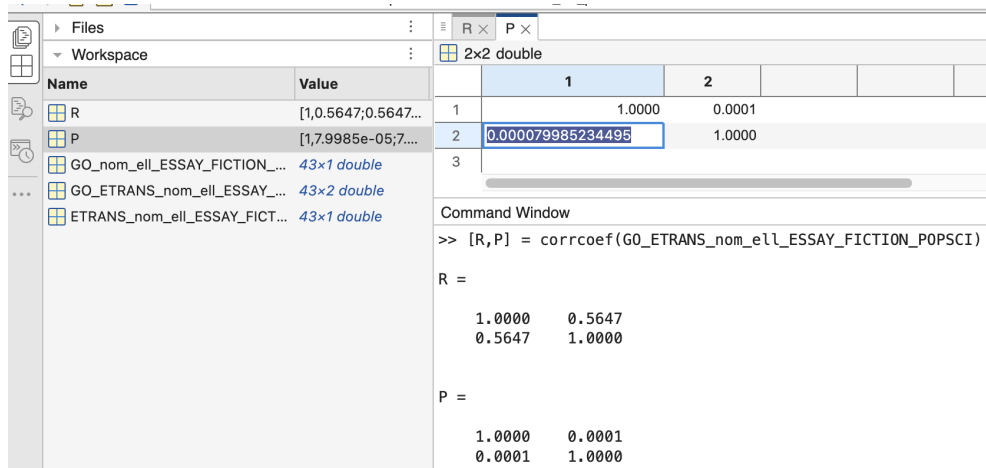 Files
Workspace
Name Value
R [1,0.5647;0.5647...
P [1,7.9985e-05;7....
GO_nom_ell_ESSAY_FICTION_... 43×1 double
GO_ETRANS_nom_ell_ESSAY_... 43×2 double
ETRANS_nom_ell_ESSAY_FICT... 43×1 double
R × P ×
2×2 double
1 2
1 1.0000 0.0001
2 0.000079985234495 1.0000
3
Command Window
>> [R,P] = corrcoef(GO_ETRANS_nom_ell_ESSAY_FICTION_POPSCI)
R =
1.0000 0.5647
0.5647 1.0000
P =
1.0000 0.0001
0.0001 1.0000